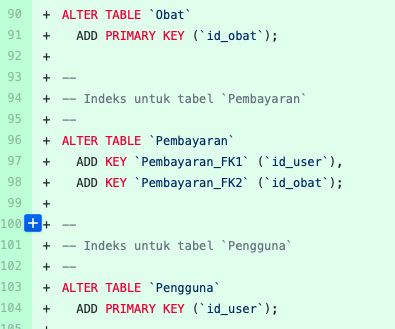 90 + ALTER TABLE `Obat`
91 + ADD PRIMARY KEY (`id_obat`);
92 +
93 + --
94 + -- Indeks untuk tabel `Pembayaran`
95 + --
96 + ALTER TABLE `Pembayaran`
97 + ADD KEY `Pembayaran_FK1` (`id_user`),
98 + ADD KEY `Pembayaran_FK2` (`id_obat`);
99 +
100 + +
101 + -- Indeks untuk tabel `Pengguna`
102 + --
103 + ALTER TABLE `Pengguna`
104 + ADD PRIMARY KEY (`id_user`);
105 +